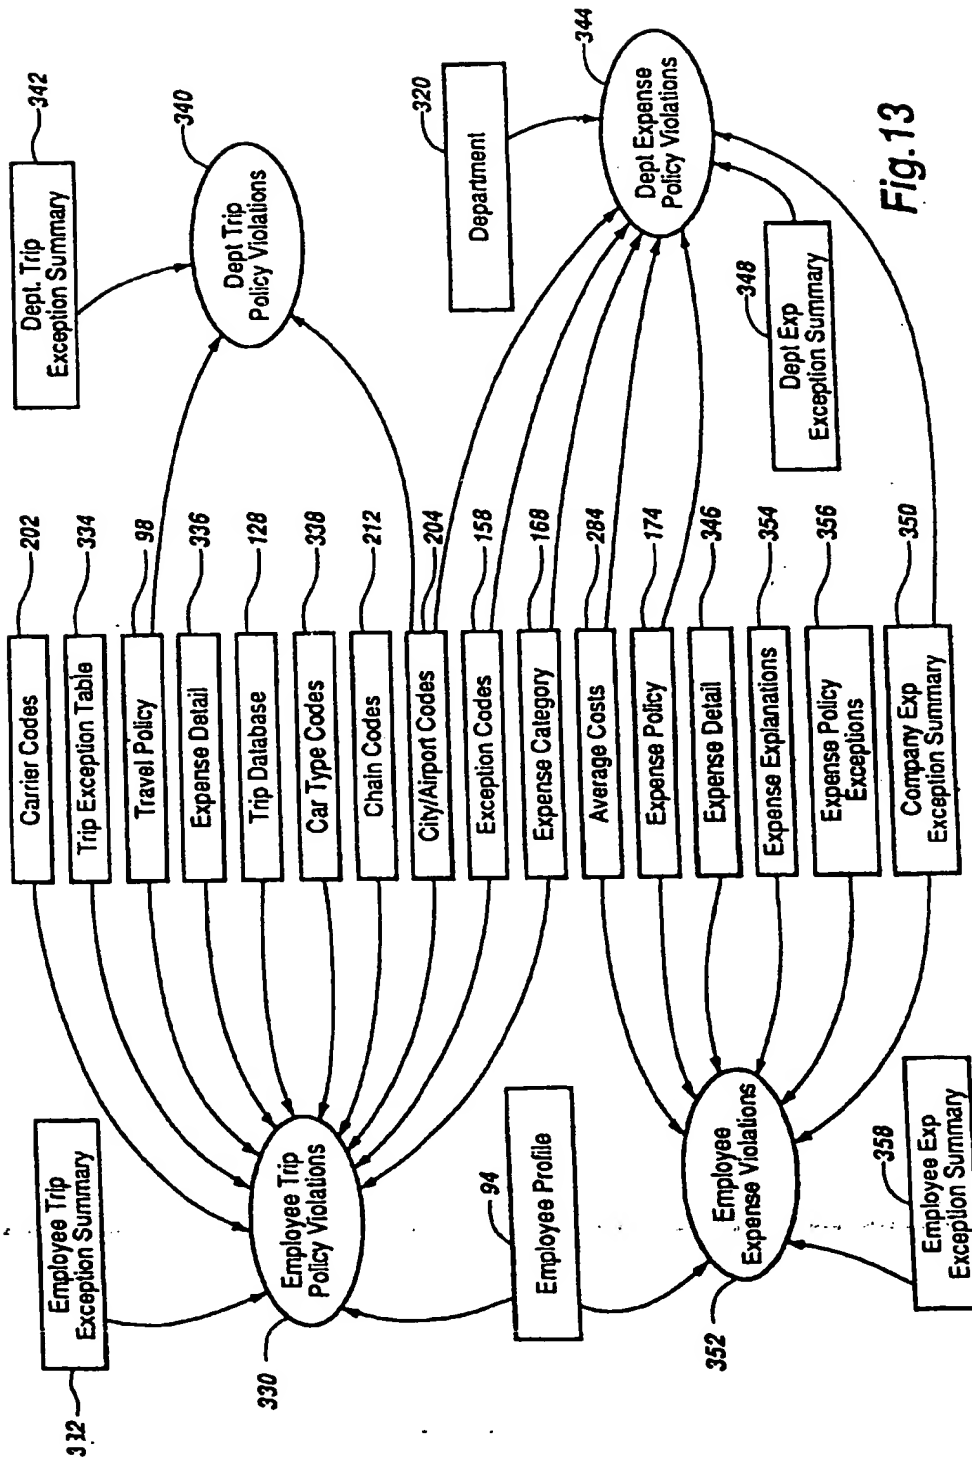 Dept. Trip
Exception Summary
342
Dept Trip
Policy Violations
340
Department
320
Dept Expense
Policy Violations
344
Dept Exp
Exception Summary
348
Fig.13
Carrier Codes
202
Trip Exception Table
334
Travel Policy
98
Expense Detail
336
Trip Database
128
Car Type Codes
338
Chain Codes
212
City/Airport Codes
204
Exception Codes
158
Expense Category
168
Average Costs
284
Expense Policy
174
Expense Detail
346
Expense Explanations
354
Expense Policy
Exceptions
356
Company Exp
Exception Summary
350
Employee Trip
Exception Summary
332
Employee Trip
Policy Violations
330
Employee Profile
94
Employee
Expense Violations
352
Employee Exp
Exception Summary
358